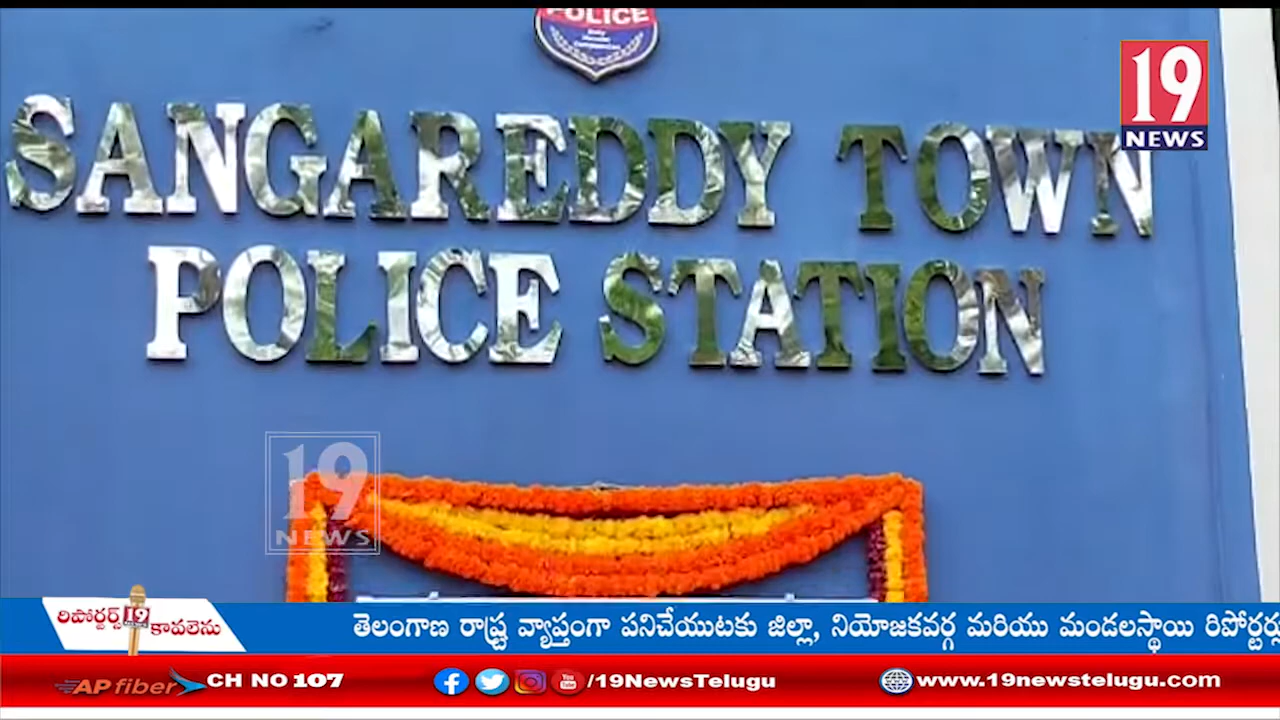 POLICE
19
NEWS
SANGAREDDY TOWN
POLICE STATION
19
NEWS
రిపోర్టర్స్ 19 కావలెను
తెలంగాణ రాష్ట్ర వ్యాప్తంగా పనిచేయుటకు జిల్లా, నియోజకవర్గ మరియు మండలస్థాయి రిపోర్టర్లు
AP fiber CH NO 107 /19NewsTelugu www.19newstelugu.com